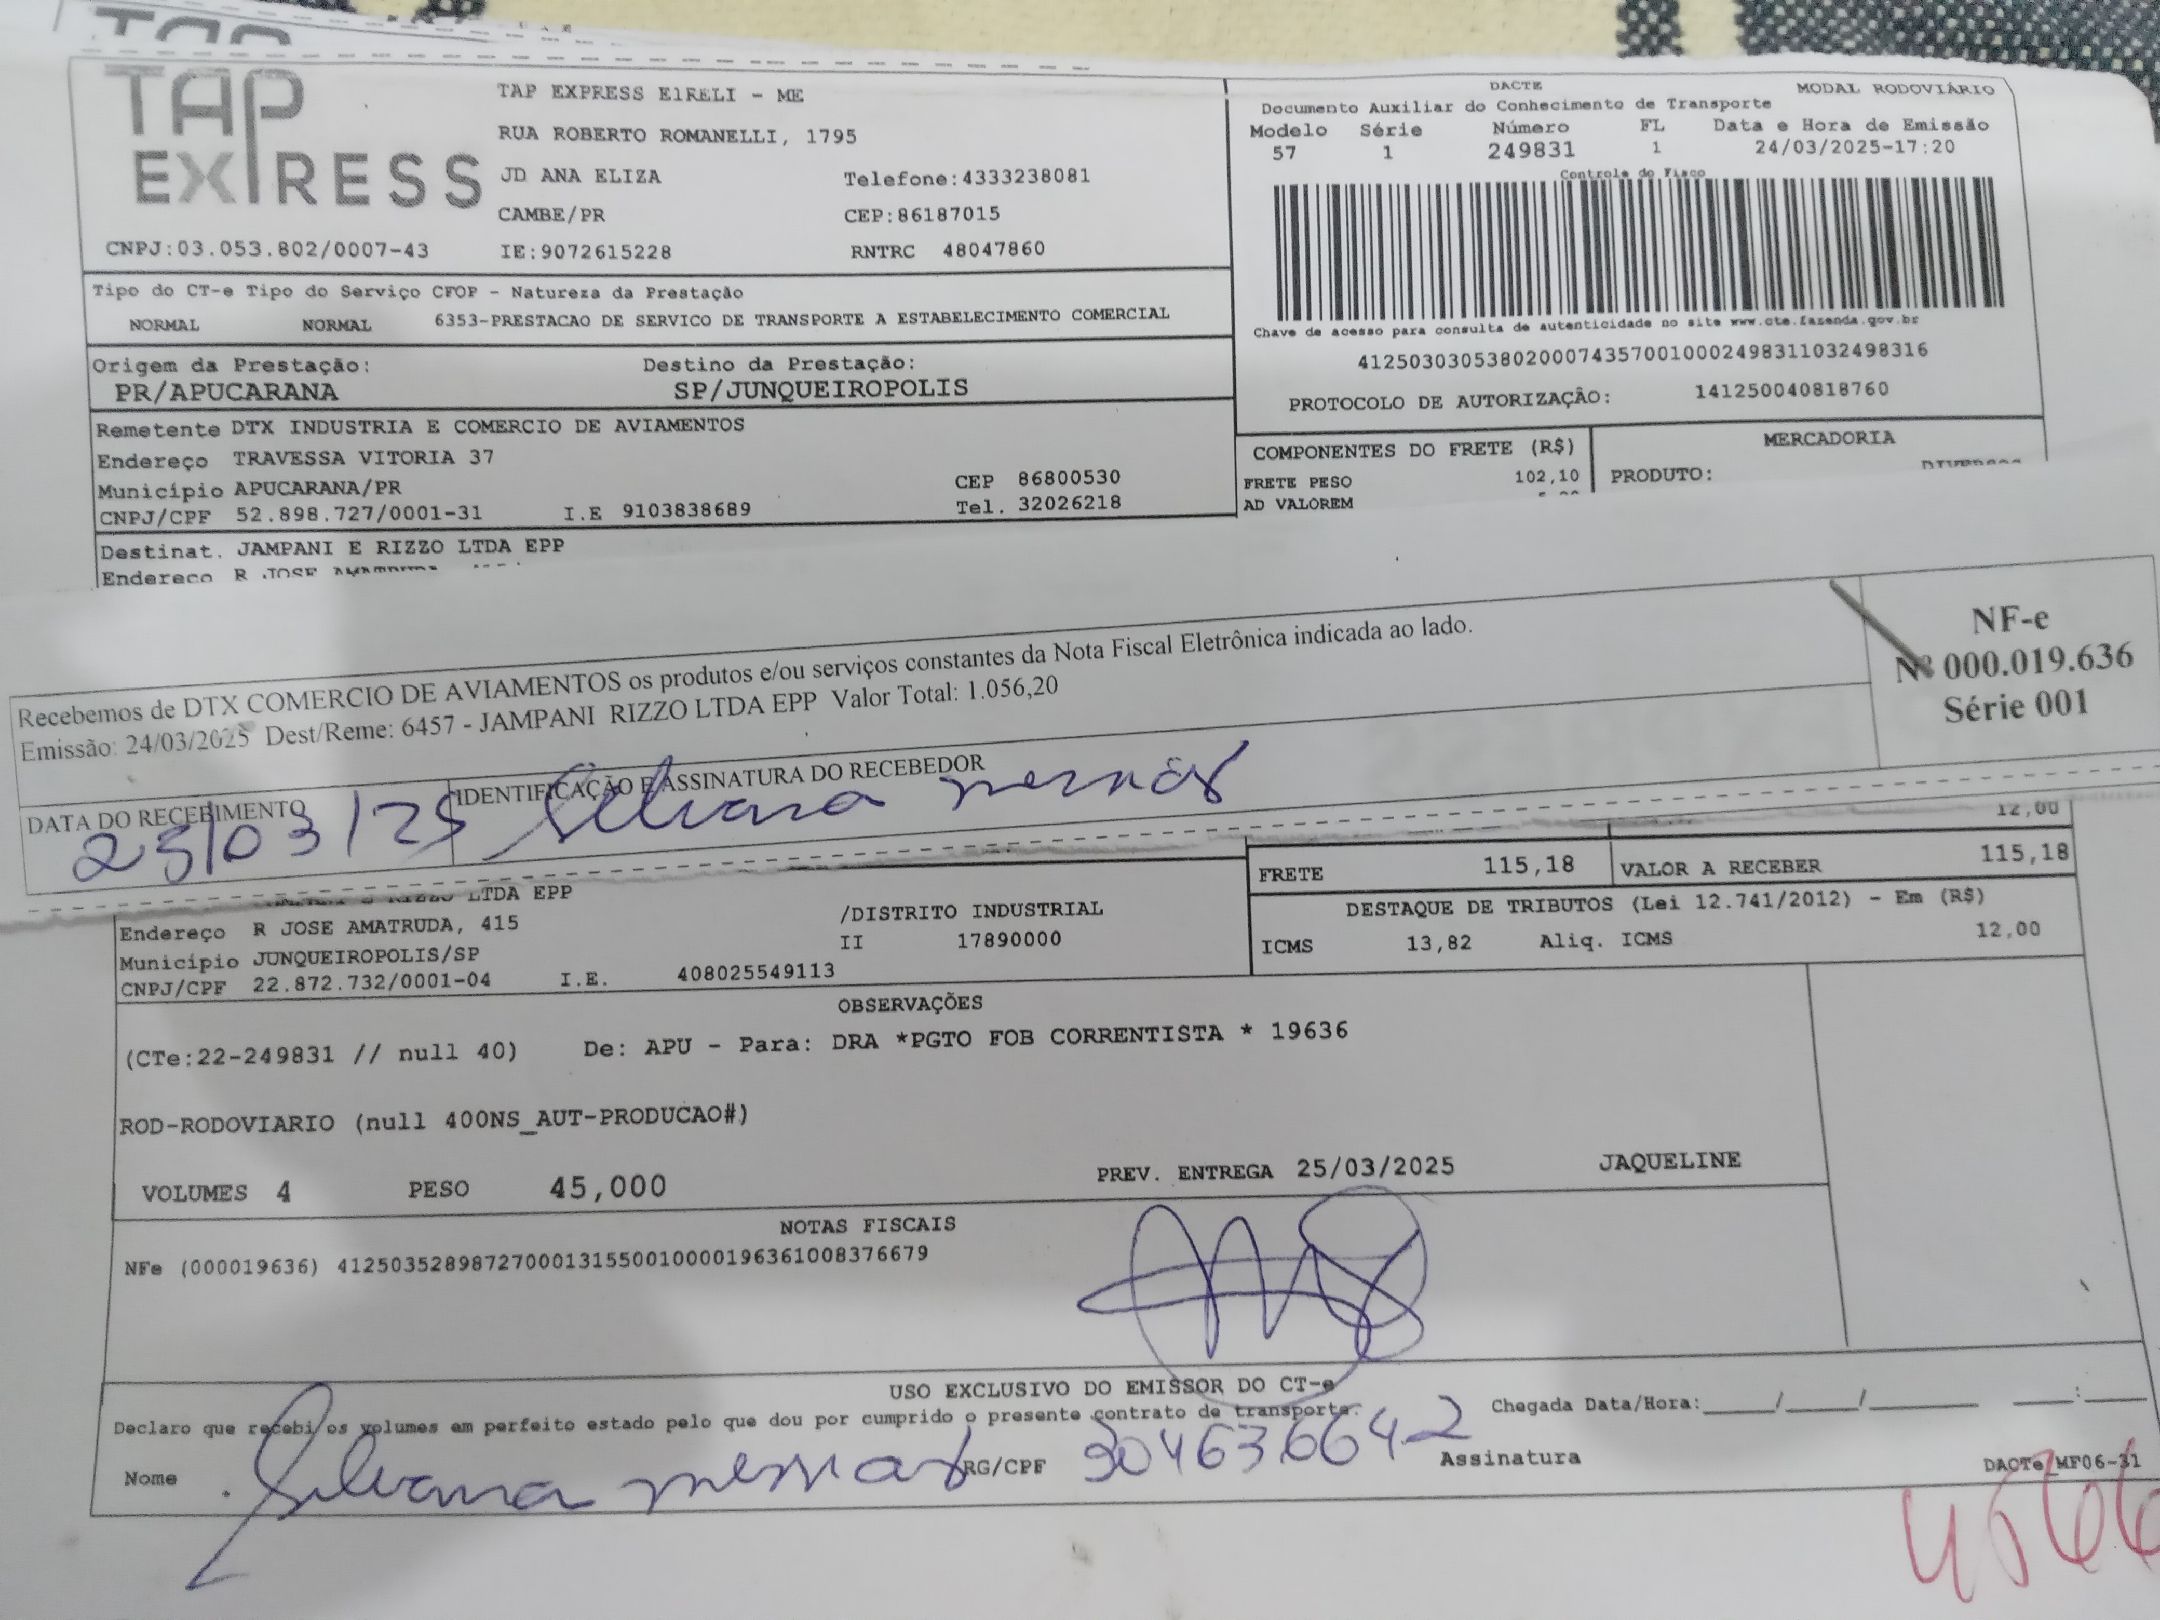 TAP
EXPRESS
TAP EXPRESS EIRELI - ME
RUA ROBERTO ROMANELLI, 1795
JD ANA ELIZA Telefone:4333238081
CAMBE/PR CEP:86187015
CNPJ:03.053.802/0007-43 IE:9072615228 RNTRC 48047860
DACTE MODAL RODOVIÁRIO
Documento Auxiliar do Conhecimento de Transporte
Modelo Série Número FL Data e Hora de Emissão
57 1 249831 1 24/03/2025-17:20
Controle do Fisco
Chave de acesso para consulta de autenticidade no site www.cte.fazenda.gov.br
41250303053802000743570010002498311032498316
PROTOCOLO DE AUTORIZAÇÃO: 141250040818760
Tipo do CT-e Tipo do Serviço CFOP - Natureza da Prestação
NORMAL NORMAL 6353-PRESTACAO DE SERVICO DE TRANSPORTE A ESTABELECIMENTO COMERCIAL
Origem da Prestação: Destino da Prestação:
PR/APUCARANA SP/JUNQUEIROPOLIS
Remetente DTX INDUSTRIA E COMERCIO DE AVIAMENTOS
Endereço TRAVESSA VITORIA 37
Município APUCARANA/PR CEP 86800530
CNPJ/CPF 52.898.727/0001-31 I.E 9103838689 Tel. 32026218
COMPONENTES DO FRETE (R$) MERCADORIA
FRETE PESO 102,10 PRODUTO:
AD VALOREM
Destinat. JAMPANI E RIZZO LTDA EPP
Endereço R JOSE AMATRUDA
Recebemos de DTX COMERCIO DE AVIAMENTOS os produtos e/ou serviços constantes da Nota Fiscal Eletrônica indicada ao lado.
Emissão: 24/03/2025 Dest/Reme: 6457 - JAMPANI RIZZO LTDA EPP Valor Total: 1.056,20
NF-e
Nº 000.019.636
Série 001
DATA DO RECEBIMENTO IDENTIFICAÇÃO E ASSINATURA DO RECEBEDOR
25/03/25 Silvana
12,00
FRETE 115,18 VALOR A RECEBER 115,18
DESTAQUE DE TRIBUTOS (Lei 12.741/2012) - Em (R$)
ICMS 13,82 Aliq. ICMS 12,00
LTDA EPP
Endereço R JOSE AMATRUDA, 415 /DISTRITO INDUSTRIAL
Município JUNQUEIROPOLIS/SP II 17890000
CNPJ/CPF 22.872.732/0001-04 I.E. 408025549113
OBSERVAÇÕES
(CTe:22-249831 // null 40) De: APU - Para: DRA *PGTO FOB CORRENTISTA * 19636
ROD-RODOVIARIO (null 400NS_AUT-PRODUCAO#)
VOLUMES 4 PESO 45,000 PREV. ENTREGA 25/03/2025 JAQUELINE
NOTAS FISCAIS
NFe (000019636) 41250352898727000131550010000196361008376679
USO EXCLUSIVO DO EMISSOR DO CT-e
Declaro que recebi os volumes em perfeito estado pelo que dou por cumprido o presente contrato de transporte. Chegada Data/Hora:____/____/______ ___:___
Nome Silvana RG/CPF 304636642 Assinatura
DACTe_MF06-31
4566